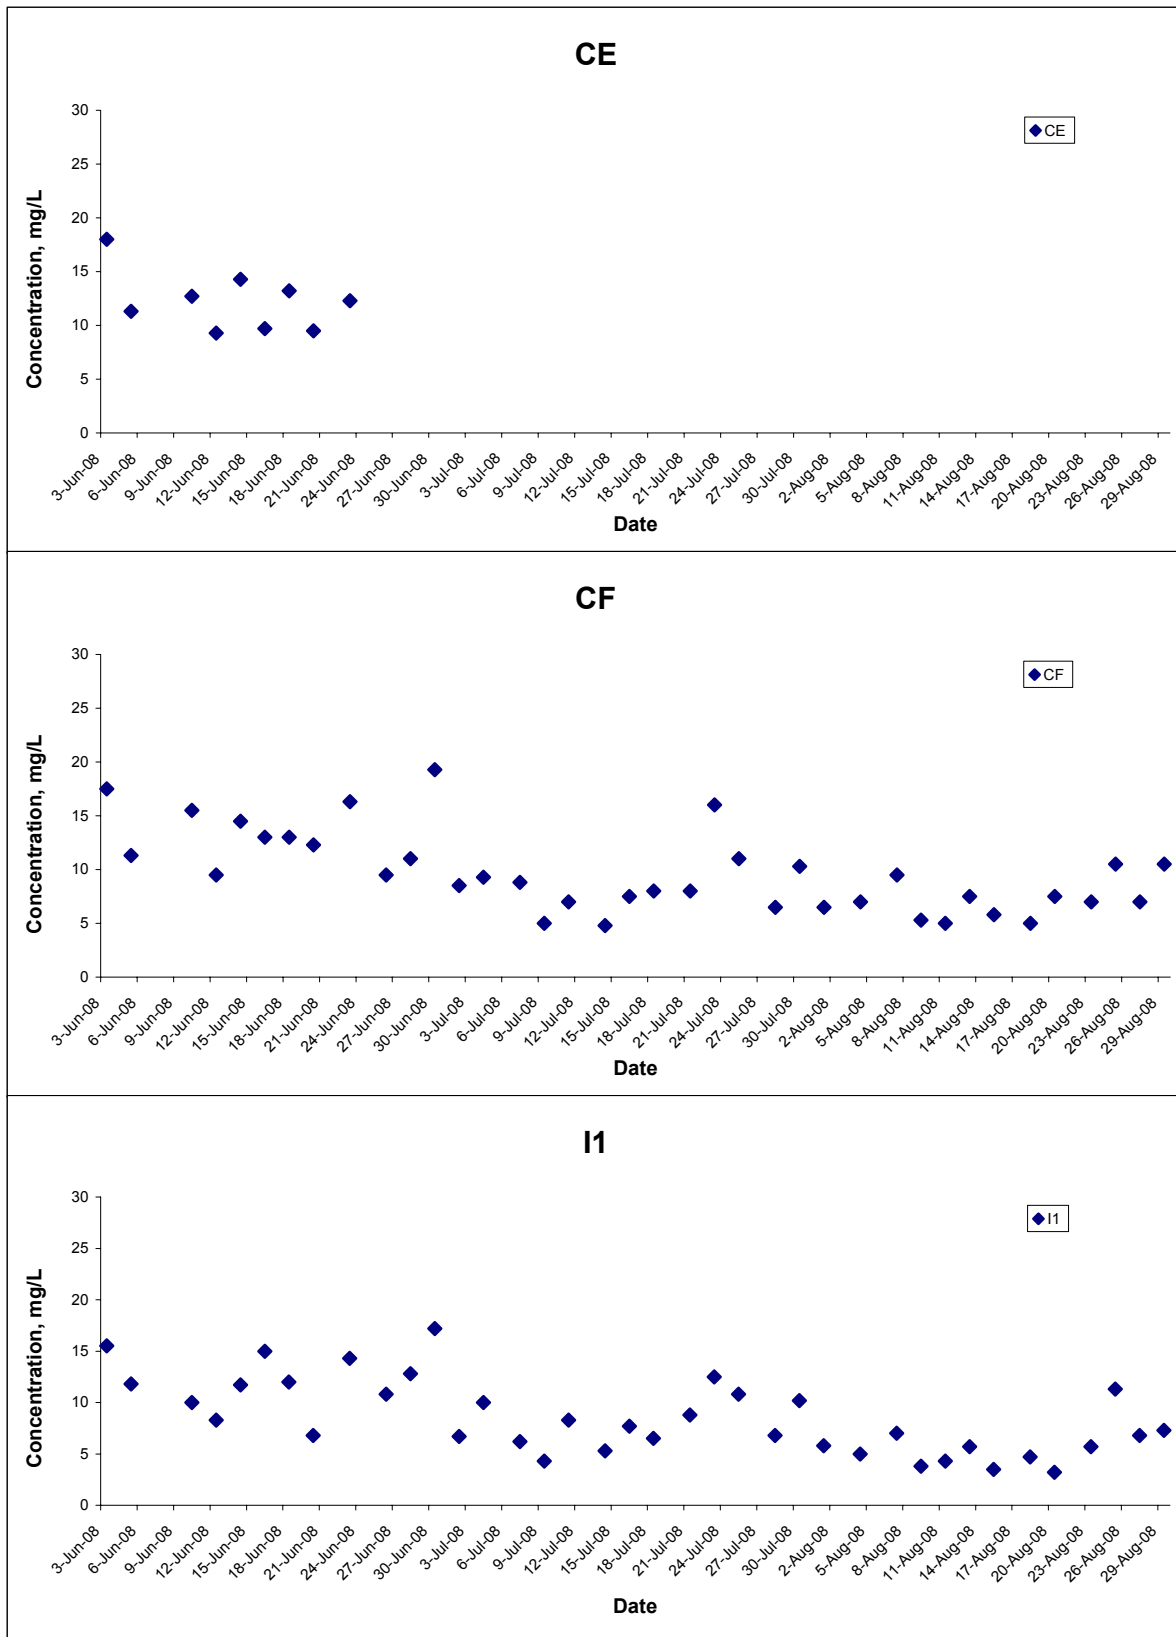 CE
30
25
20
15
10
5
0
Concentration, mg/L
CE
3-Jun-08 6-Jun-08 9-Jun-08 12-Jun-08 15-Jun-08 18-Jun-08 21-Jun-08 24-Jun-08 27-Jun-08 30-Jun-08 3-Jul-08 6-Jul-08 9-Jul-08 12-Jul-08 15-Jul-08 18-Jul-08 21-Jul-08 24-Jul-08 27-Jul-08 30-Jul-08 2-Aug-08 5-Aug-08 8-Aug-08 11-Aug-08 14-Aug-08 17-Aug-08 20-Aug-08 23-Aug-08 26-Aug-08 29-Aug-08
Date
CF
30
25
20
15
10
5
0
Concentration, mg/L
CF
3-Jun-08 6-Jun-08 9-Jun-08 12-Jun-08 15-Jun-08 18-Jun-08 21-Jun-08 24-Jun-08 27-Jun-08 30-Jun-08 3-Jul-08 6-Jul-08 9-Jul-08 12-Jul-08 15-Jul-08 18-Jul-08 21-Jul-08 24-Jul-08 27-Jul-08 30-Jul-08 2-Aug-08 5-Aug-08 8-Aug-08 11-Aug-08 14-Aug-08 17-Aug-08 20-Aug-08 23-Aug-08 26-Aug-08 29-Aug-08
Date
I1
30
25
20
15
10
5
0
Concentration, mg/L
I1
3-Jun-08 6-Jun-08 9-Jun-08 12-Jun-08 15-Jun-08 18-Jun-08 21-Jun-08 24-Jun-08 27-Jun-08 30-Jun-08 3-Jul-08 6-Jul-08 9-Jul-08 12-Jul-08 15-Jul-08 18-Jul-08 21-Jul-08 24-Jul-08 27-Jul-08 30-Jul-08 2-Aug-08 5-Aug-08 8-Aug-08 11-Aug-08 14-Aug-08 17-Aug-08 20-Aug-08 23-Aug-08 26-Aug-08 29-Aug-08
Date